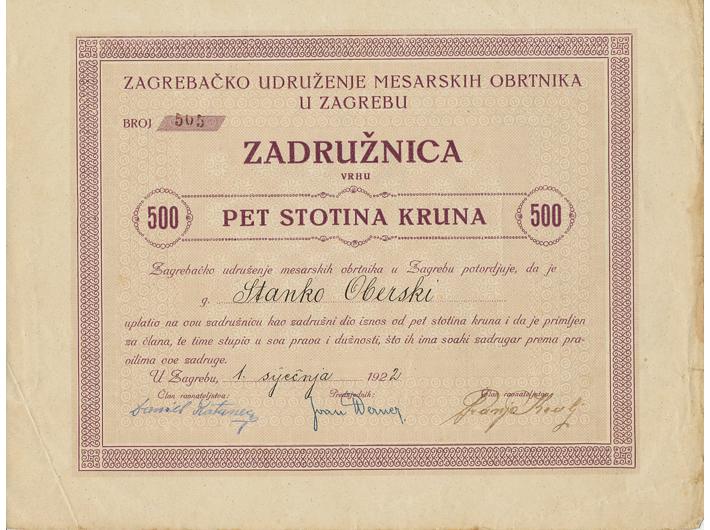 ZAGREBAČKO UDRUŽENJE MESARSKIH OBRTNIKA
U ZAGREBU
BROJ 505
ZADRUŽNICA
VRHU
500 PET STOTINA KRUNA 500
Zagrebačko udruženje mesarskih obrtnika u Zagrebu potvrdjuje, da je
g. Stanko Oberski
uplatio na ovu zadružnicu kao zadružni dio iznos od pet stotina kruna i da je primljen
za člana, te time stupio u sva prava i dužnosti, što ih ima svaki zadrugar prema pra-
vilima ove zadruge.
U Zagrebu, 1. siječnja 1922
Član ravnateljstva: Predsjednik: Član ravnateljstva:
Ivan Werner